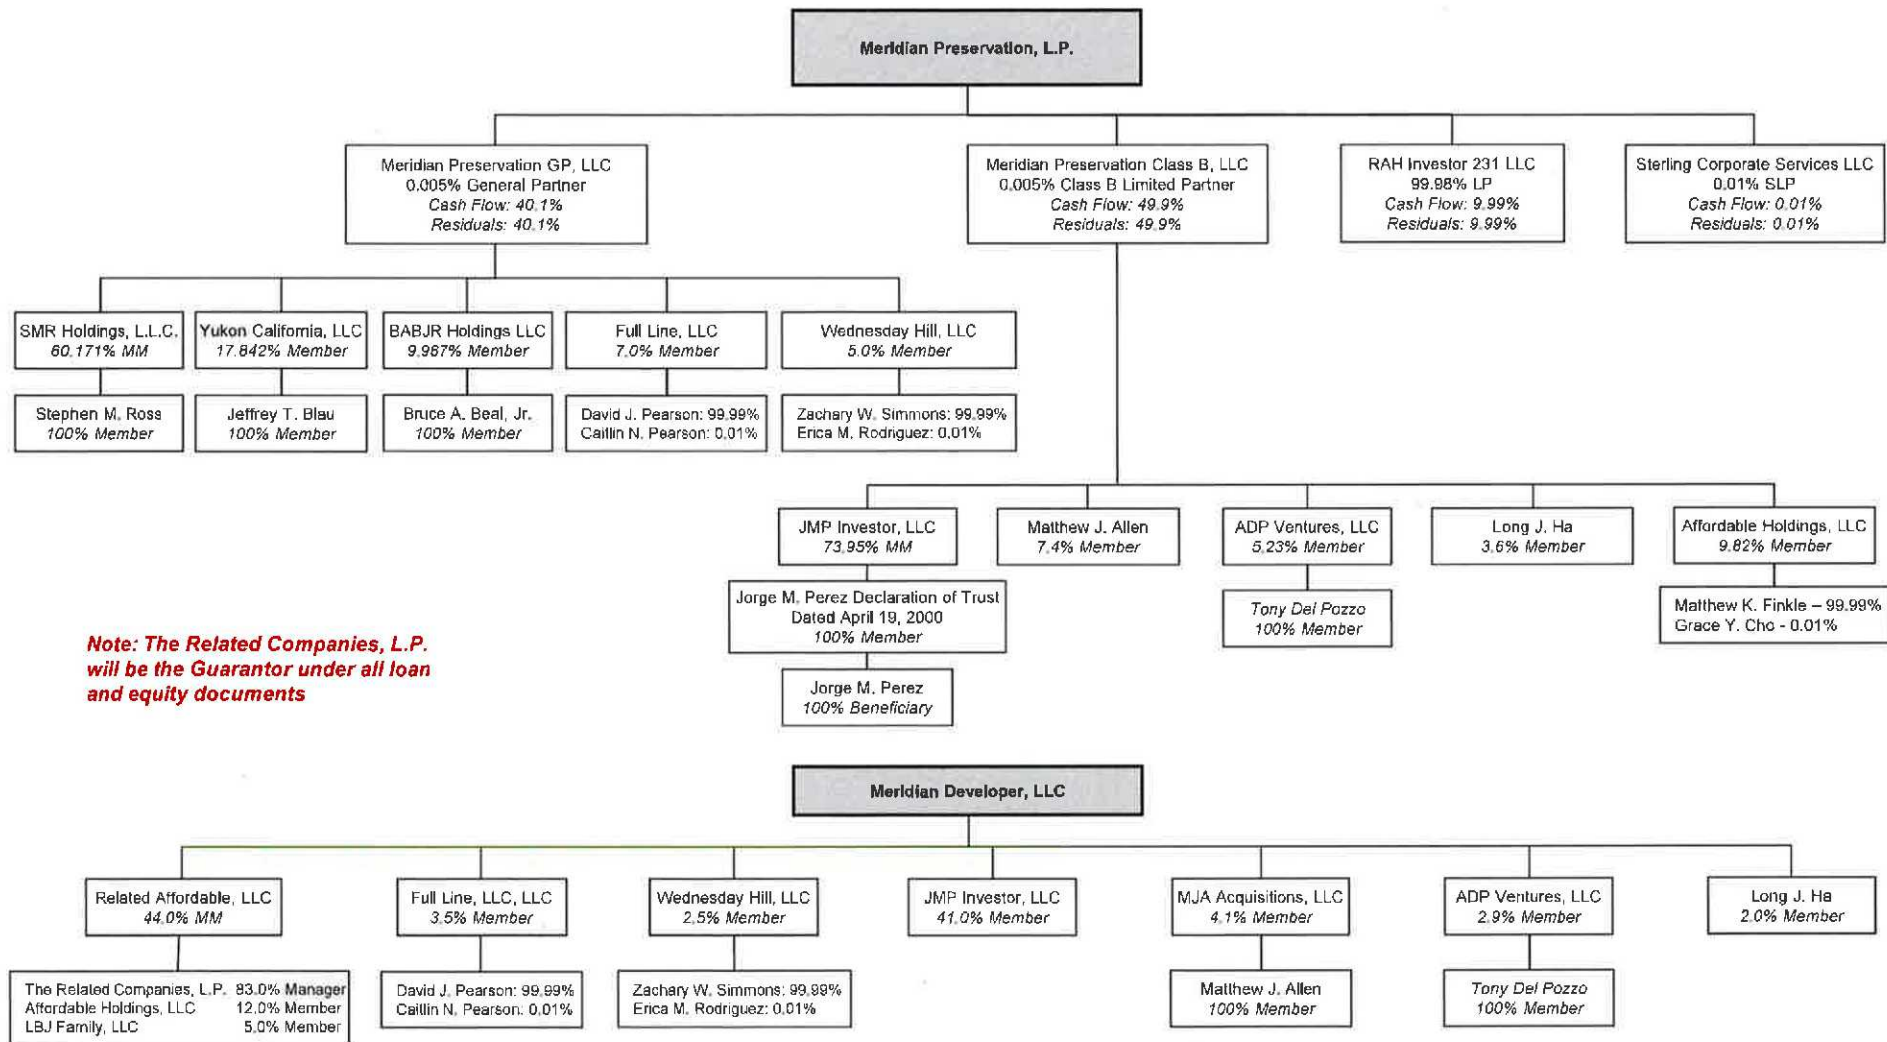 Meridian Preservation, L.P.
Meridian Preservation GP, LLC
0.005% General Partner
Cash Flow: 40.1%
Residuals: 40.1%
Meridian Preservation Class B, LLC
0.005% Class B Limited Partner
Cash Flow: 49.9%
Residuals: 49.9%
RAH Investor 231 LLC
99.98% LP
Cash Flow: 9.99%
Residuals: 9.99%
Sterling Corporate Services LLC
0.01% SLP
Cash Flow: 0.01%
Residuals: 0.01%
SMR Holdings, L.L.C.
60.171% MM
Yukon California, LLC
17.842% Member
BABJR Holdings LLC
9.987% Member
Full Line, LLC
7.0% Member
Wednesday Hill, LLC
5.0% Member
Stephen M. Ross
100% Member
Jeffrey T. Blau
100% Member
Bruce A. Beal, Jr.
100% Member
David J. Pearson: 99.99%
Caitlin N. Pearson: 0.01%
Zachary W. Simmons: 99.99%
Erica M. Rodriguez: 0.01%
JMP Investor, LLC
73.95% MM
Matthew J. Allen
7.4% Member
ADP Ventures, LLC
5.23% Member
Long J. Ha
3.6% Member
Affordable Holdings, LLC
9.82% Member
Jorge M. Perez Declaration of Trust
Dated April 19, 2000
100% Member
Tony Del Pozzo
100% Member
Matthew K. Finkle – 99.99%
Grace Y. Cho - 0.01%
Jorge M. Perez
100% Beneficiary
Note: The Related Companies, L.P.
will be the Guarantor under all loan
and equity documents
Meridian Developer, LLC
Related Affordable, LLC
44.0% MM
Full Line, LLC, LLC
3.5% Member
Wednesday Hill, LLC
2.5% Member
JMP Investor, LLC
41.0% Member
MJA Acquisitions, LLC
4.1% Member
ADP Ventures, LLC
2.9% Member
Long J. Ha
2.0% Member
The Related Companies, L.P. 83.0% Manager
Affordable Holdings, LLC 12.0% Member
LBJ Family, LLC 5.0% Member
David J. Pearson: 99.99%
Caitlin N. Pearson: 0.01%
Zachary W. Simmons: 99.99%
Erica M. Rodriguez: 0.01%
Matthew J. Allen
100% Member
Tony Del Pozzo
100% Member